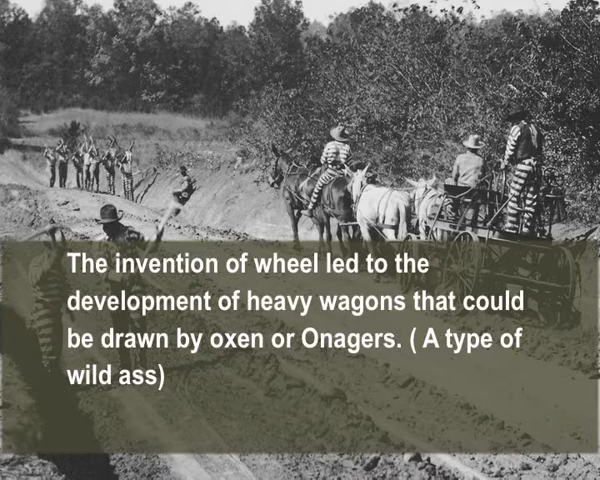 The invention of wheel led to the
development of heavy wagons that could
be drawn by oxen or Onagers. ( A type of
wild ass)